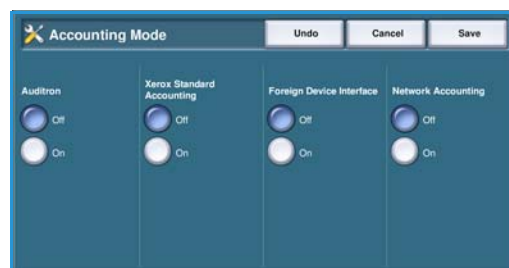 Accounting Mode
Undo
Cancel
Save
Auditron
Off
On
Xerox Standard
Accounting
Off
On
Foreign Device Interface
Off
On
Network Accounting
Off
On